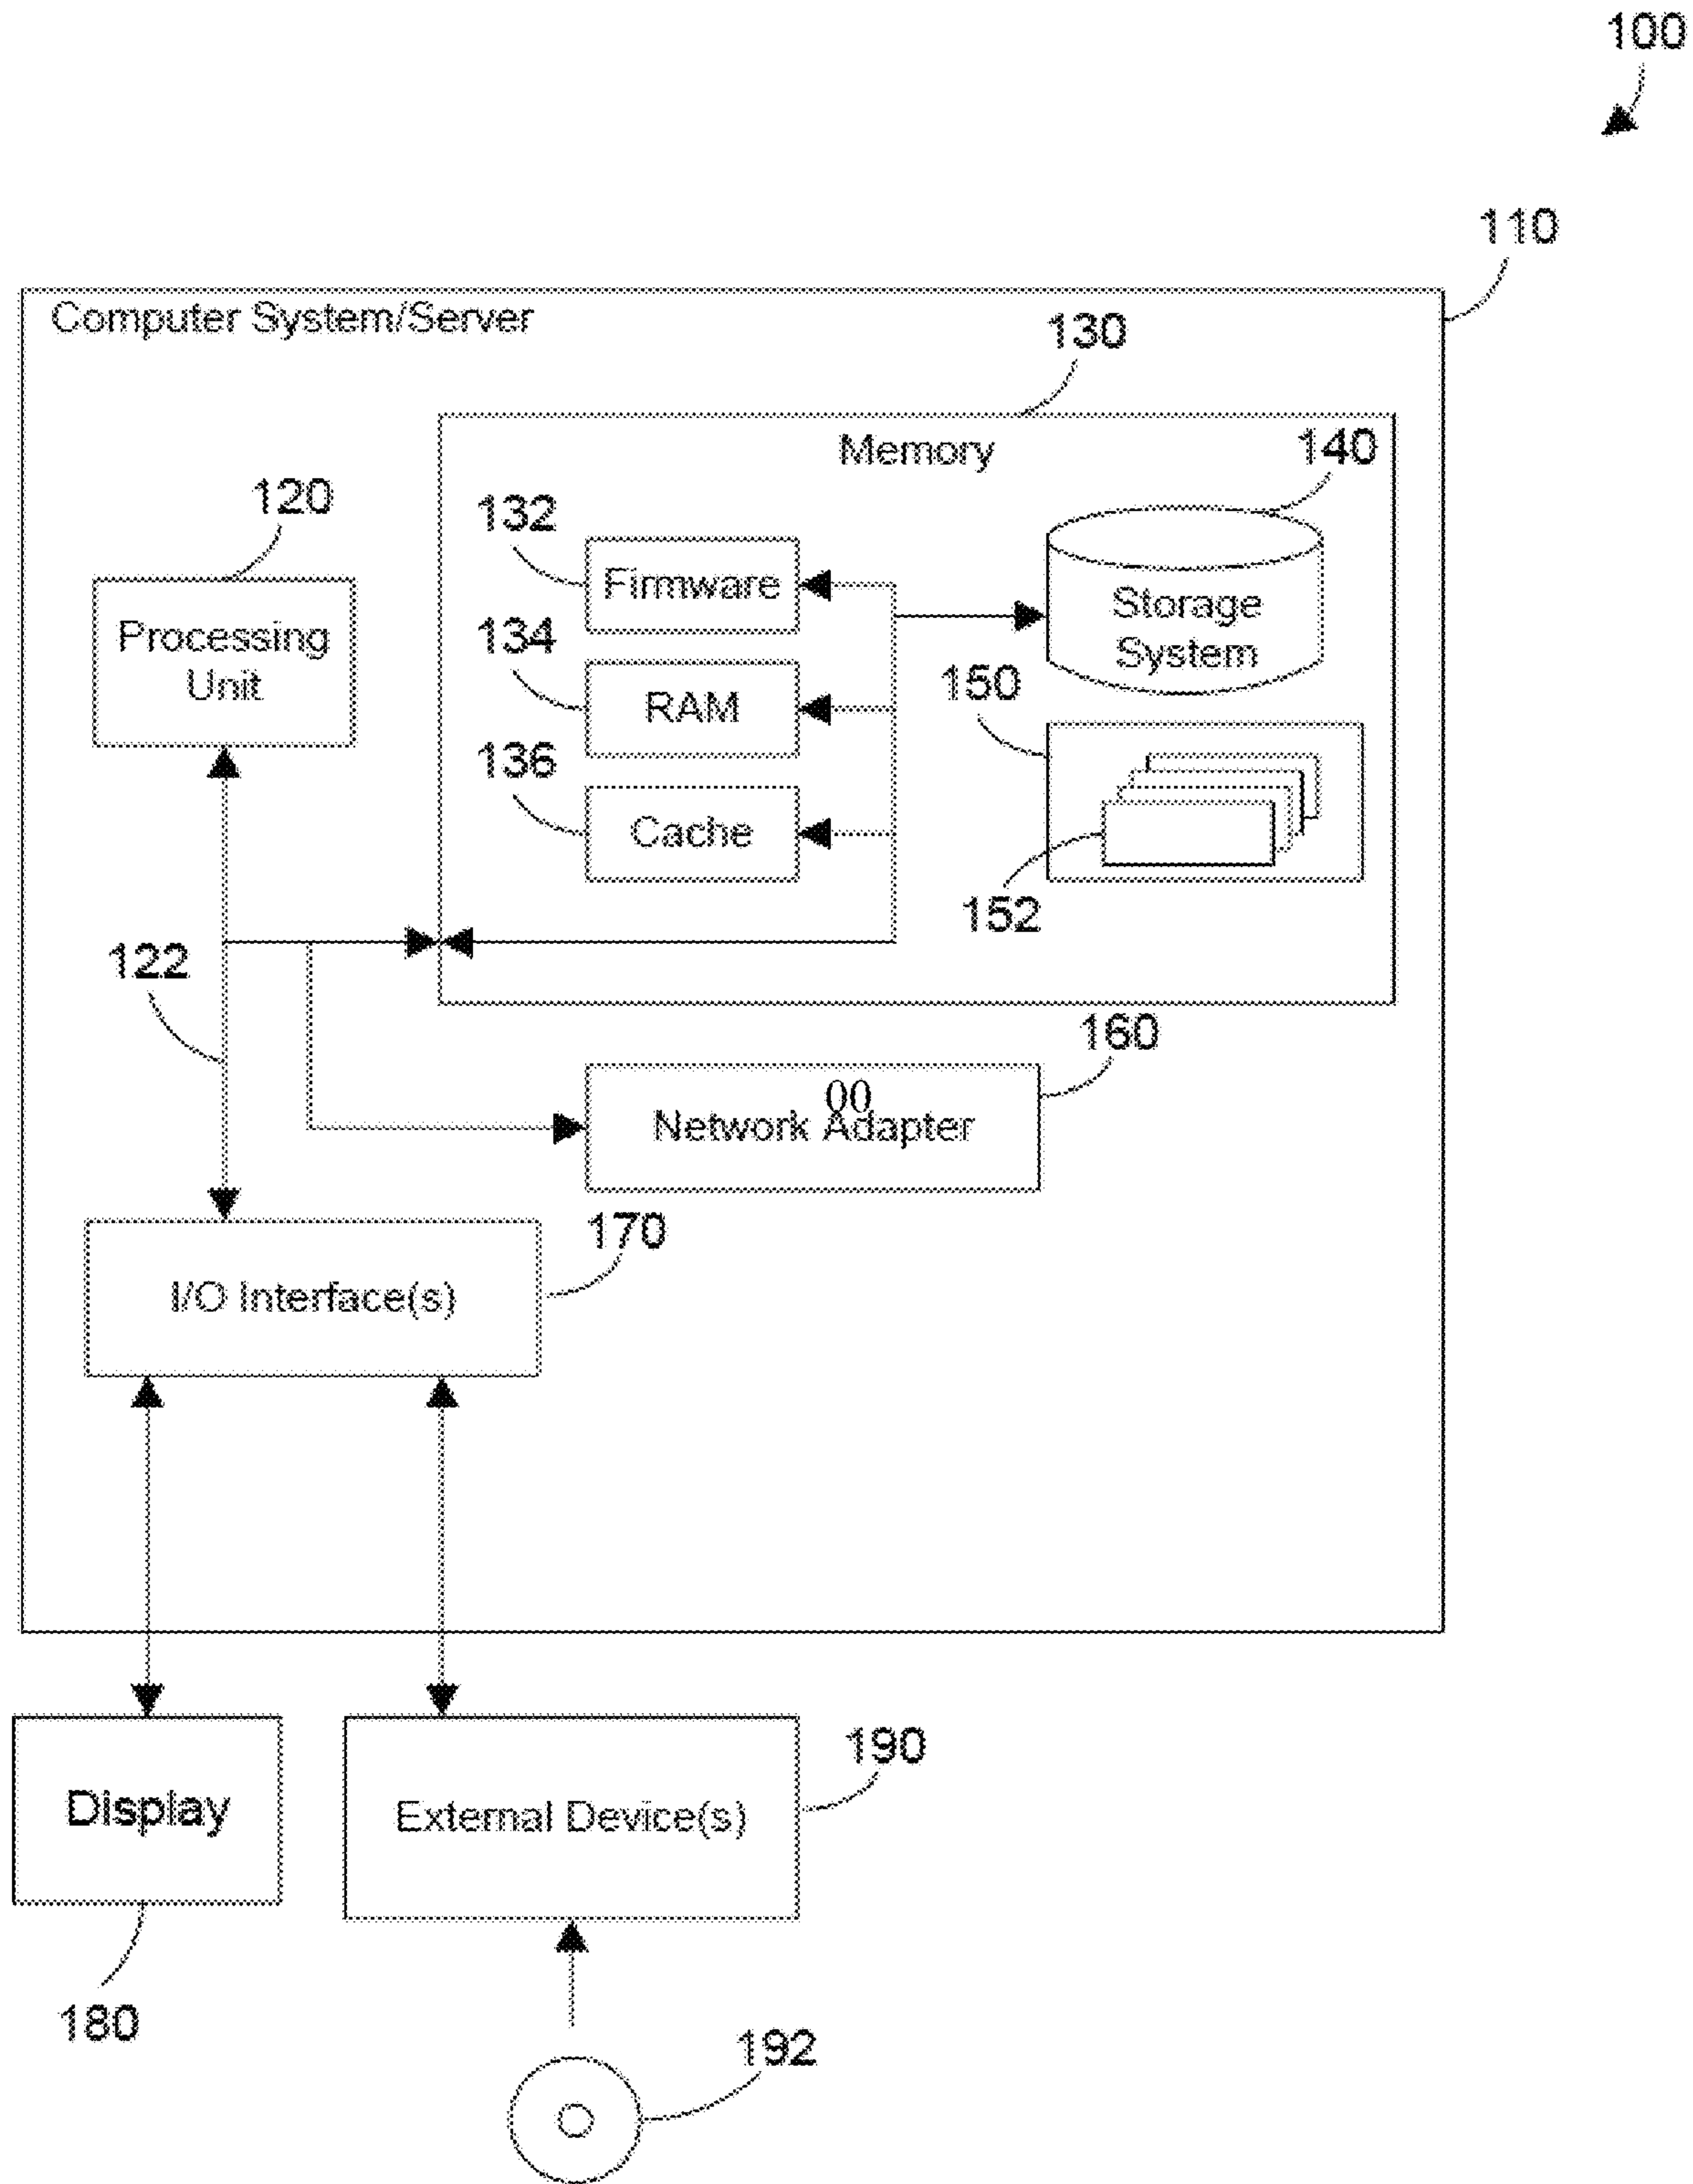 100
110
Computer System/Server
130
Memory
140
120
132
Firmware
Storage
System
Processing
Unit
134
RAM
150
136
Cache
152
122
160
00
Network Adapter
170
I/O Interface(s)
190
Display
External Device(s)
180
192